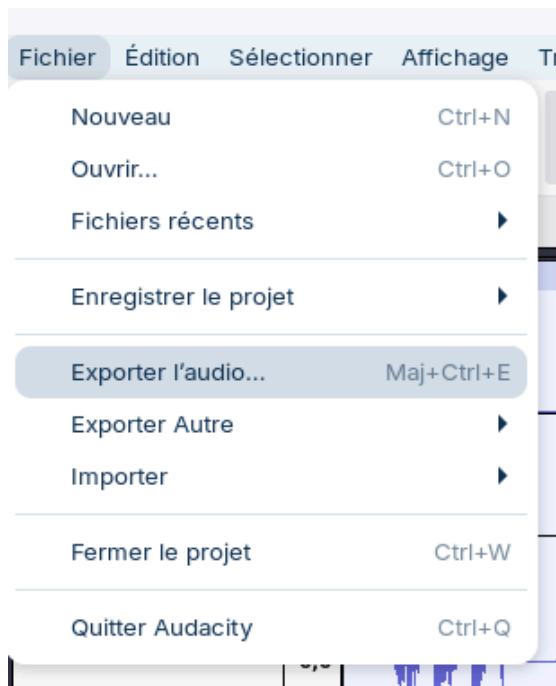 Fichier Édition Sélectionner Affichage
Nouveau Ctrl+N
Ouvrir... Ctrl+O
Fichiers récents
Enregistrer le projet
Exporter l'audio... Maj+Ctrl+E
Exporter Autre
Importer
Fermer le projet Ctrl+W
Quitter Audacity Ctrl+Q